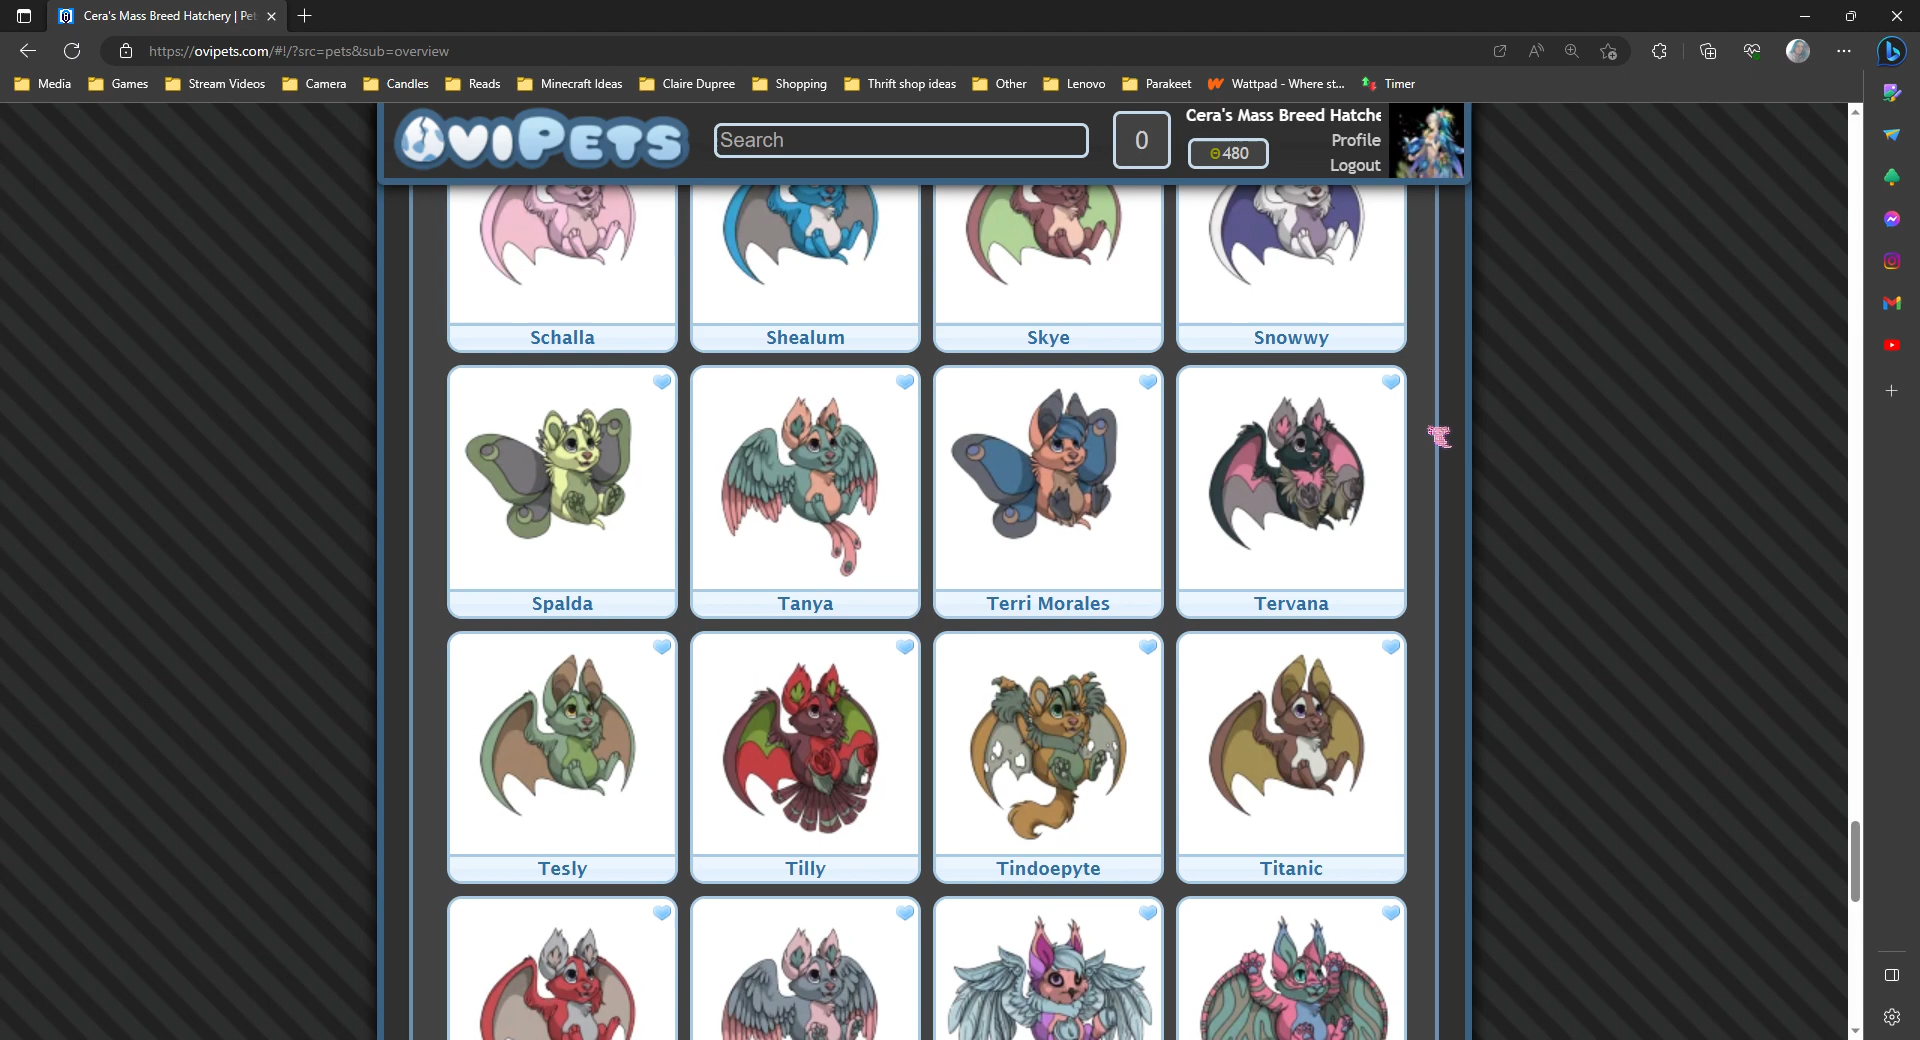 Cera's Mass Breed Hatchery | Pet
https://ovipets.com/#!/?src=pets&sub=overview
Media Games Stream Videos Camera Candles Reads Minecraft Ideas Claire Dupree Shopping Thrift shop ideas Other Lenovo Parakeet Wattpad - Where st... Timer
OviPets
Search
0
Cera's Mass Breed Hatche
480
Profile
Logout
Schalla Shealum Skye Snowwy
Spalda Tanya Terri Morales Tervana
Tesly Tilly Tindoepyte Titanic